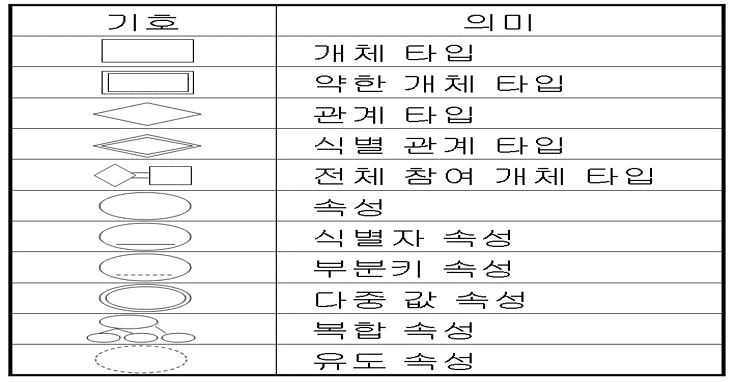 기호 의미
개체 타입
약한 개체 타입
관계 타입
식별 관계 타입
전체 참여 개체 타입
속성
식별자 속성
부분키 속성
다중 값 속성
복합 속성
유도 속성